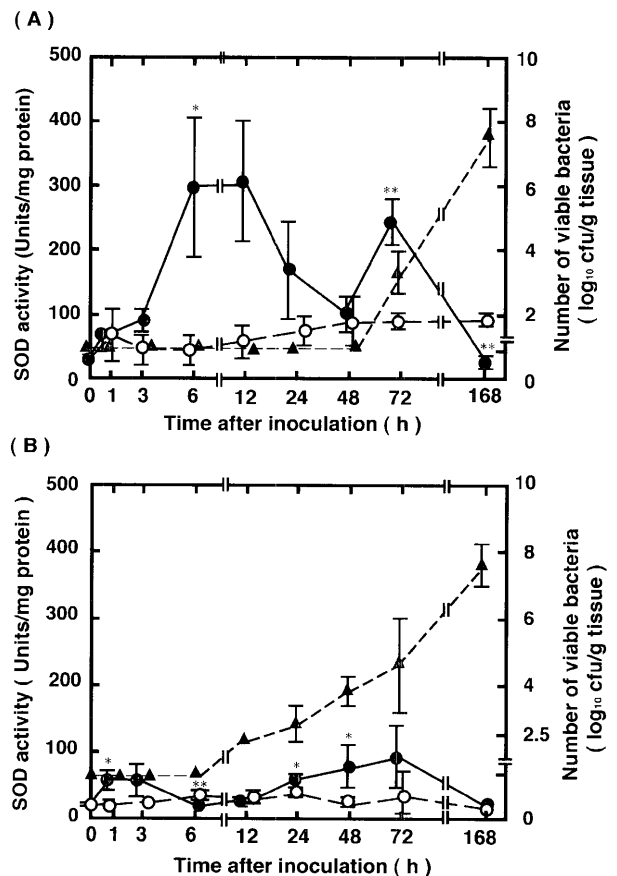 ( A )
500
400
300
200
100
0
SOD activity (Units/mg protein)
10
8
6
4
2
0
Number of viable bacteria
( log₁₀ cfu/g tissue )
*
**
**
0 1 3 6 12 24 48 72 168
Time after inoculation ( h )
( B )
500
400
300
200
100
0
SOD activity ( Units/mg protein )
10
8
6
4
2.5
0
Number of viable bacteria
( log₁₀ cfu/g tissue )
*
**
*
*
0 1 3 6 12 24 48 72 168
Time after inoculation ( h )